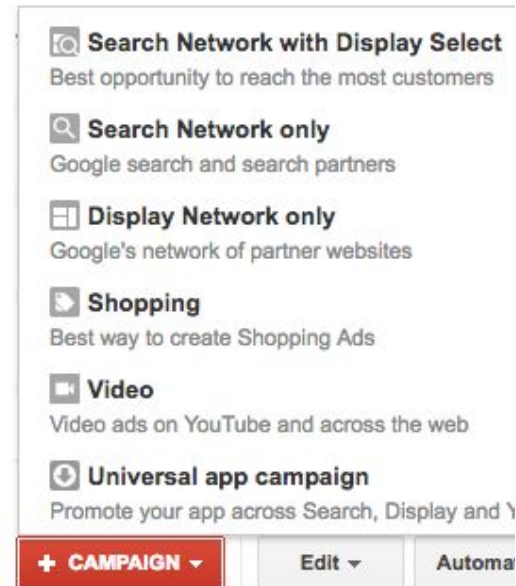 Search Network with Display Select
Best opportunity to reach the most customers
Search Network only
Google search and search partners
Display Network only
Google's network of partner websites
Shopping
Best way to create Shopping Ads
Video
Video ads on YouTube and across the web
Universal app campaign
Promote your app across Search, Display and Y
+ CAMPAIGN Edit Automa